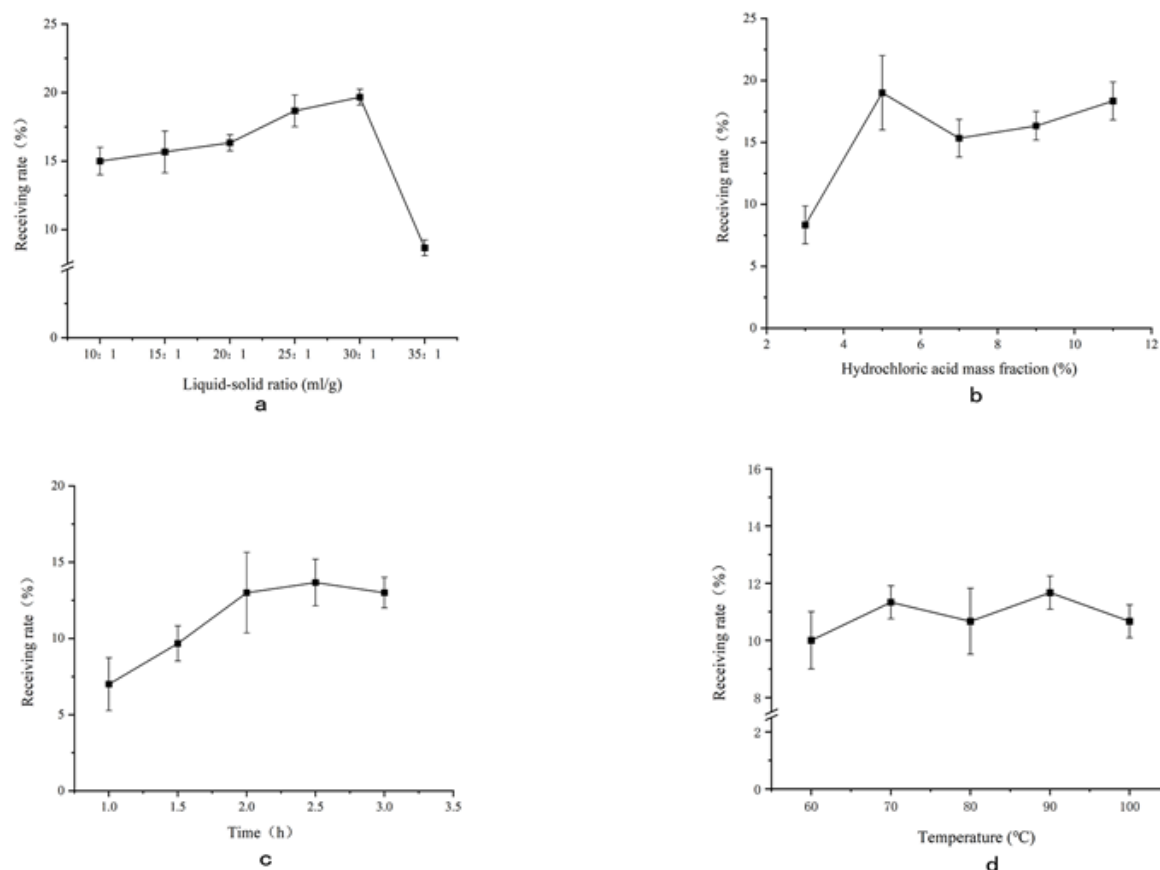 25
20
15
10
0
Receiving rate（%）
10：1 15：1 20：1 25：1 30：1 35：1
Liquid-solid ratio (ml/g)
a
25
20
15
10
5
0
Receiving rate（%）
2 4 6 8 10 12
Hydrochloric acid mass fraction (%)
b
20
15
10
5
0
Receiving rate（%）
1.0 1.5 2.0 2.5 3.0 3.5
Time（h）
c
16
14
12
10
8
2
0
Receiving rate（%）
60 70 80 90 100
Temperature (℃)
d